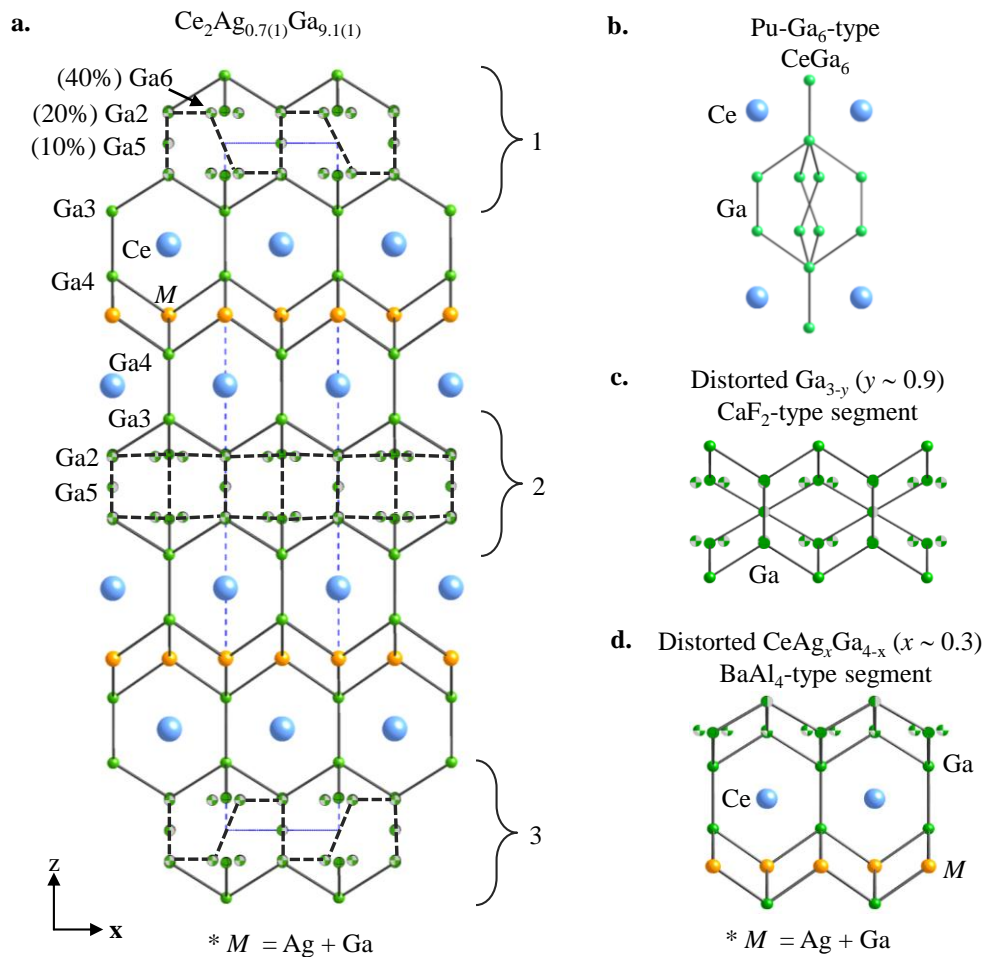 a.
Ce2Ag0.7(1)Ga9.1(1)
(40%) Ga6
(20%) Ga2
(10%) Ga5
1
Ga3
Ce
Ga4
M
Ga4
Ga3
Ga2
Ga5
2
3
z
x
* M = Ag + Ga
b.
Pu-Ga6-type
CeGa6
Ce
Ga
c.
Distorted Ga3-y (y ~ 0.9)
CaF2-type segment
Ga
d.
Distorted CeAgxGa4-x (x ~ 0.3)
BaAl4-type segment
Ga
Ce
M
* M = Ag + Ga